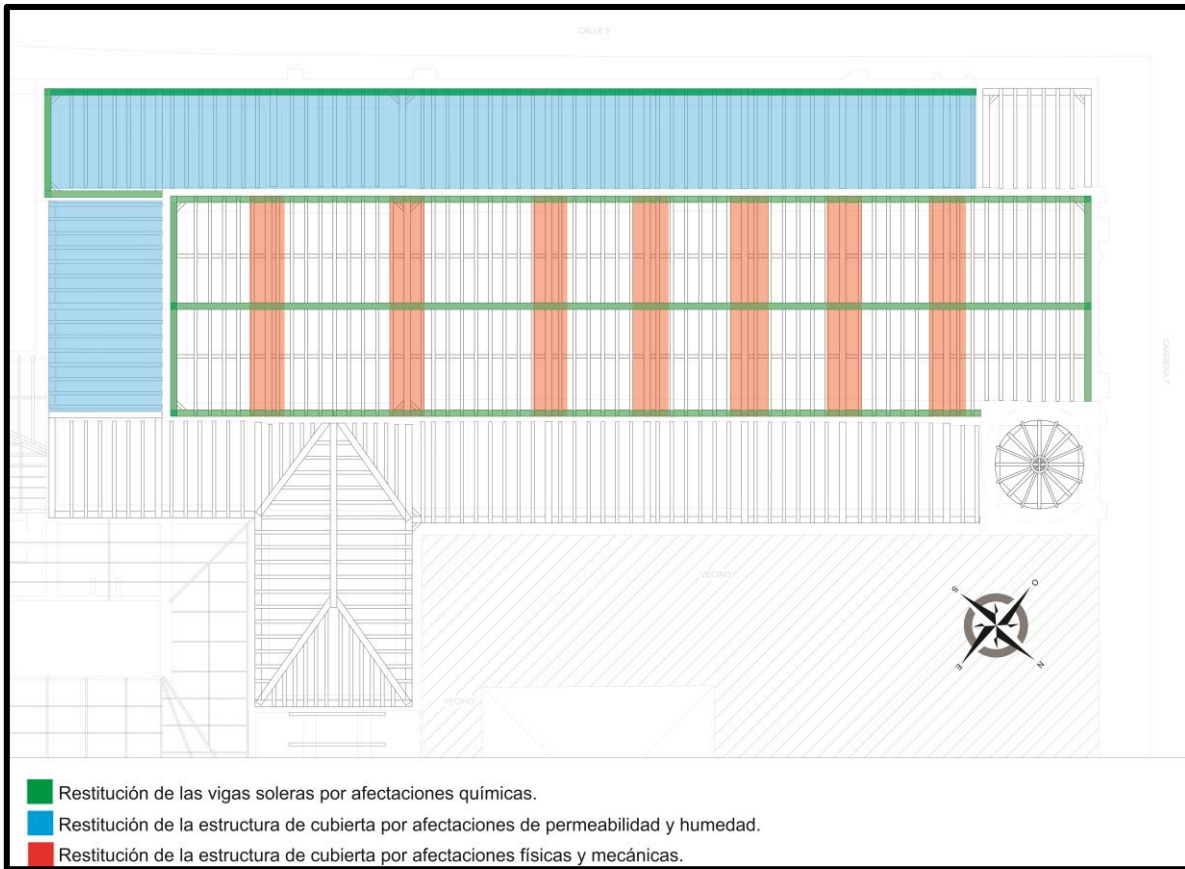 CALLE 5
CARRERA 7
VECINO
VECINO
S
O
E
N
Restitución de las vigas soleras por afectaciones químicas.
Restitución de la estructura de cubierta por afectaciones de permeabilidad y humedad.
Restitución de la estructura de cubierta por afectaciones físicas y mecánicas.